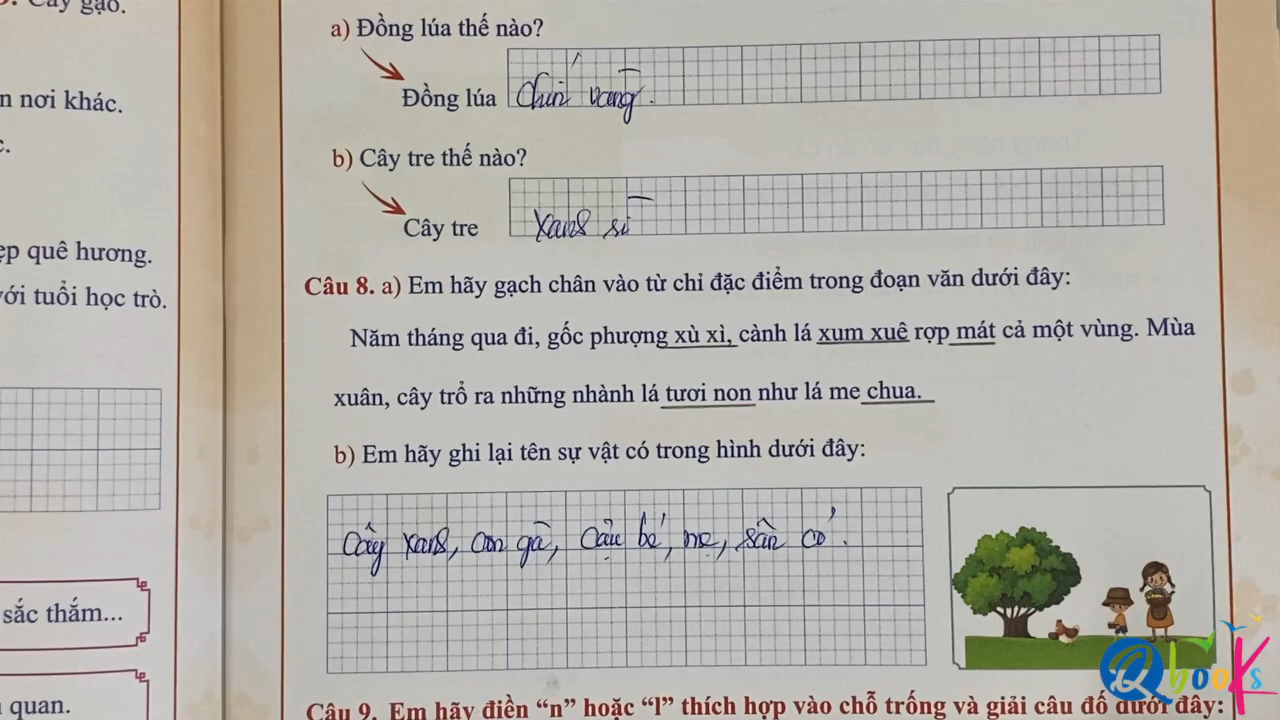 Cây gạo.
n nơi khác.
c.
ẹp quê hương.
với tuổi học trò.
sắc thắm...
quan.
a) Đồng lúa thế nào?
Đồng lúa chín vàng.
b) Cây tre thế nào?
Cây tre xanh sì
Câu 8. a) Em hãy gạch chân vào từ chỉ đặc điểm trong đoạn văn dưới đây:
Năm tháng qua đi, gốc phượng xù xì, cành lá xum xuê rợp mát cả một vùng. Mùa
xuân, cây trổ ra những nhành lá tươi non như lá me chua.
b) Em hãy ghi lại tên sự vật có trong hình dưới đây:
Cây xanh, con gà, cậu bé, mẹ, sân cỏ.
Qbooks
Câu 9. Em hãy điền “n” hoặc “l” thích hợp vào chỗ trống và giải câu đố dưới đây: